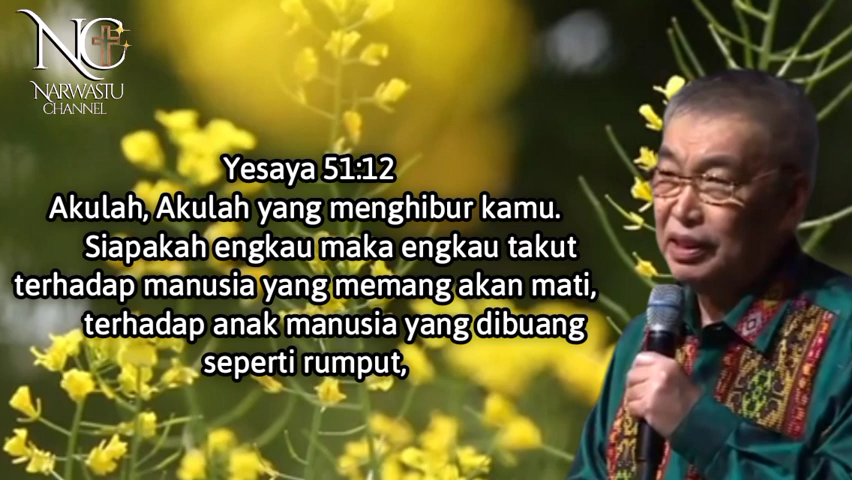 NC
NARWASTU
CHANNEL
Yesaya 51:12
Akulah, Akulah yang menghibur kamu.
Siapakah engkau maka engkau takut
terhadap manusia yang memang akan mati,
terhadap anak manusia yang dibuang
seperti rumput,